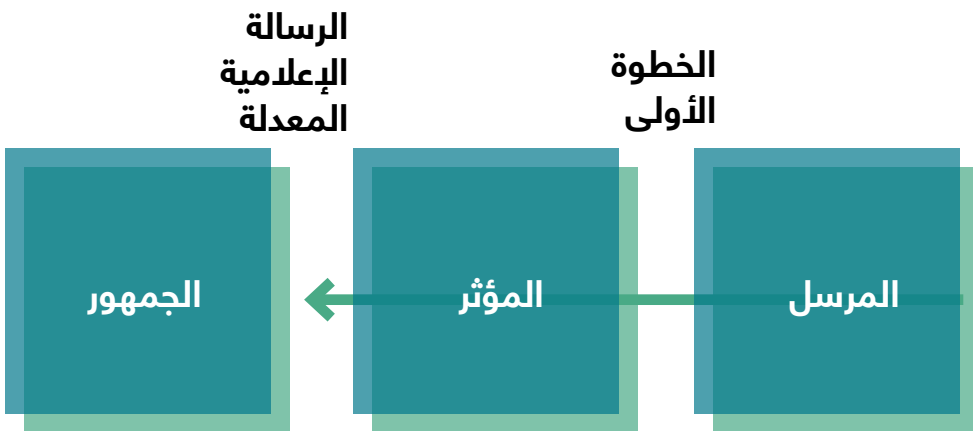 الخطوة
الأولى
الرسالة
الإعلامية
المعدلة
المرسل
المؤثر
الجمهور